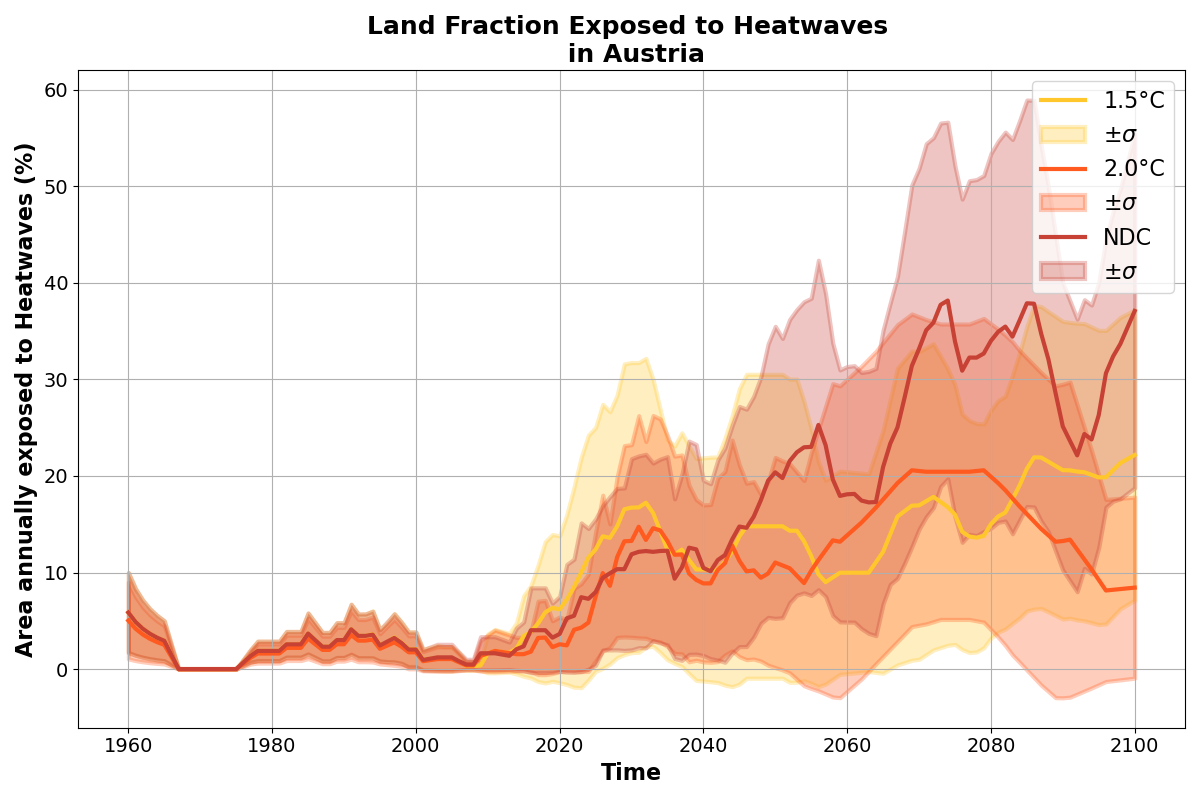 Land Fraction Exposed to Heatwaves
in Austria
Area annually exposed to Heatwaves (%)
60
50
40
30
20
10
0
1960 1980 2000 2020 2040 2060 2080 2100
Time
1.5°C
±σ
2.0°C
±σ
NDC
±σ